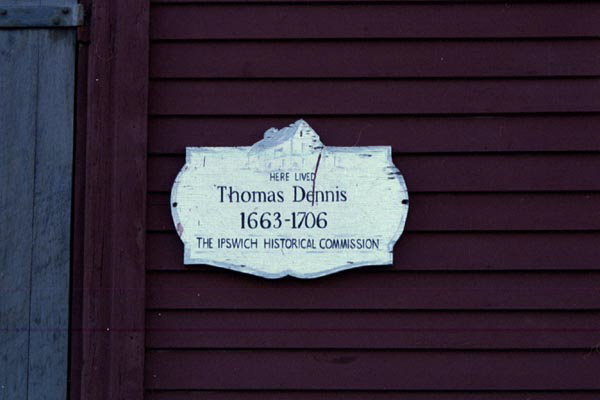 HERE LIVED
Thomas Dennis
1663-1706
THE IPSWICH HISTORICAL COMMISSION